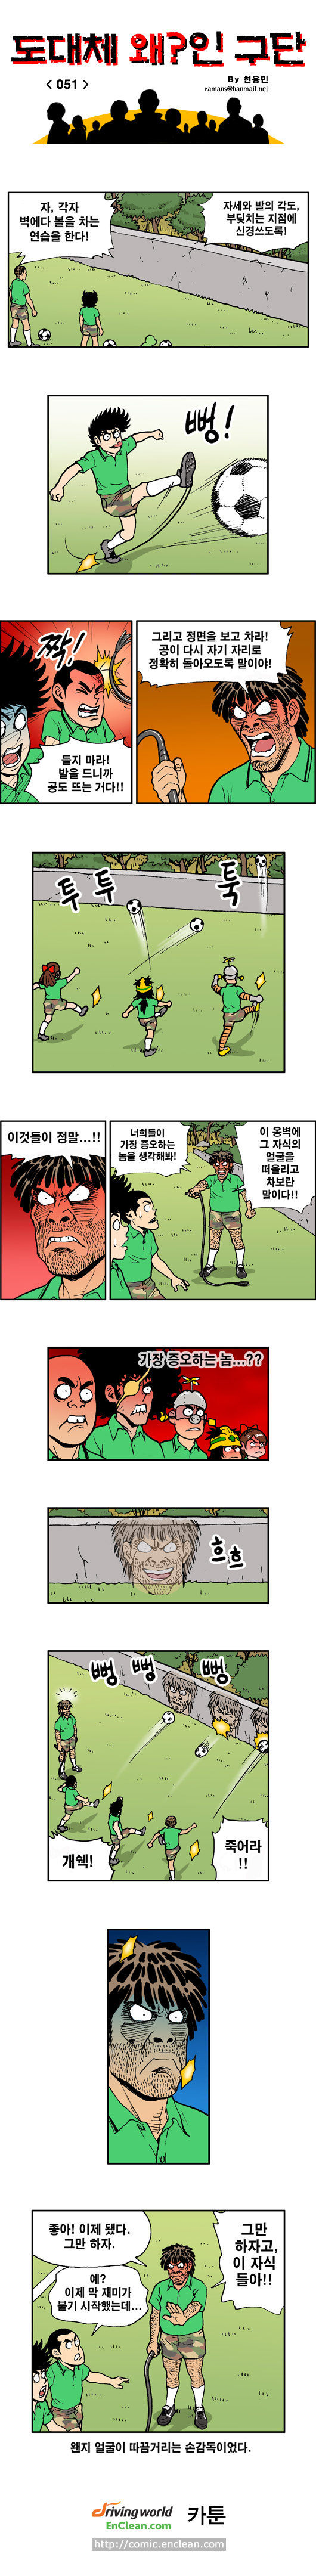 도대체 왜?인 구단
< 051 >
By 현용민
ramans@hanmail.net
자, 각자
벽에다 볼을 차는
연습을 한다!
자세와 발의 각도,
부딪치는 지점에
신경쓰도록!
뻥!
짝!
들지 마라!
발을 드니까
공도 뜨는 거다!!
그리고 정면을 보고 차라!
공이 다시 자기 자리로
정확히 돌아오도록 말이야!
투 투
툭
이것들이 정말...!!
너희들이
가장 증오하는
놈을 생각해봐!
이 옹벽에
그 자식의
얼굴을
떠올리고
차보란
말이다!!
가장 증오하는 놈...??
흐흐
뻥 뻥 뻥
개쉑!
죽어라
!!
좋아! 이제 됐다.
그만 하자.
예?
이제 막 재미가
붙기 시작했는데...
그만
하자고,
이 자식
들아!!
왠지 얼굴이 따끔거리는 손감독이었다.
drivingworld
EnClean.com
카툰
http://comic.enclean.com